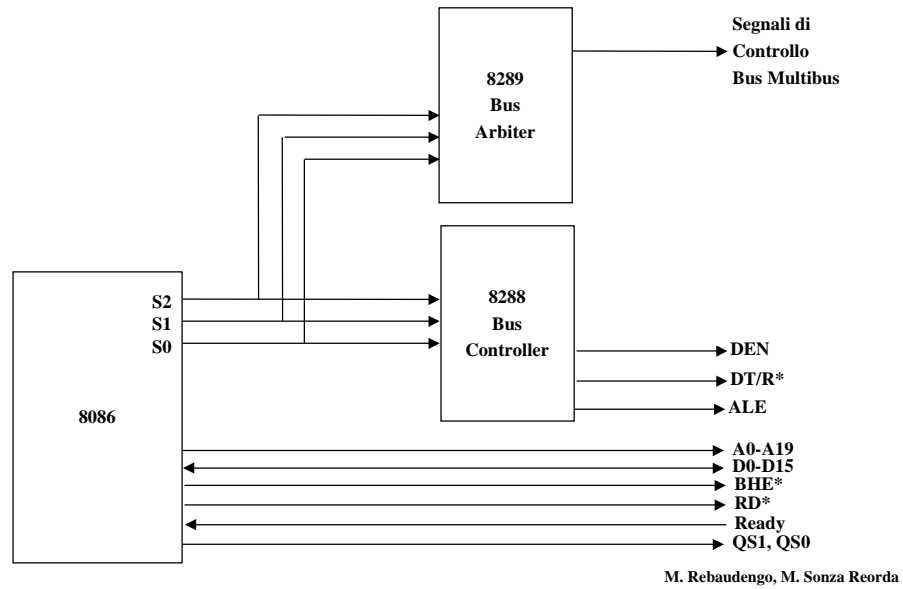 Segnali di
Controllo
Bus Multibus
8289
Bus
Arbiter
S2
S1
S0
8288
Bus
Controller
DEN
DT/R*
ALE
8086
A0-A19
D0-D15
BHE*
RD*
Ready
QS1, QS0
M. Rebaudengo, M. Sonza Reorda